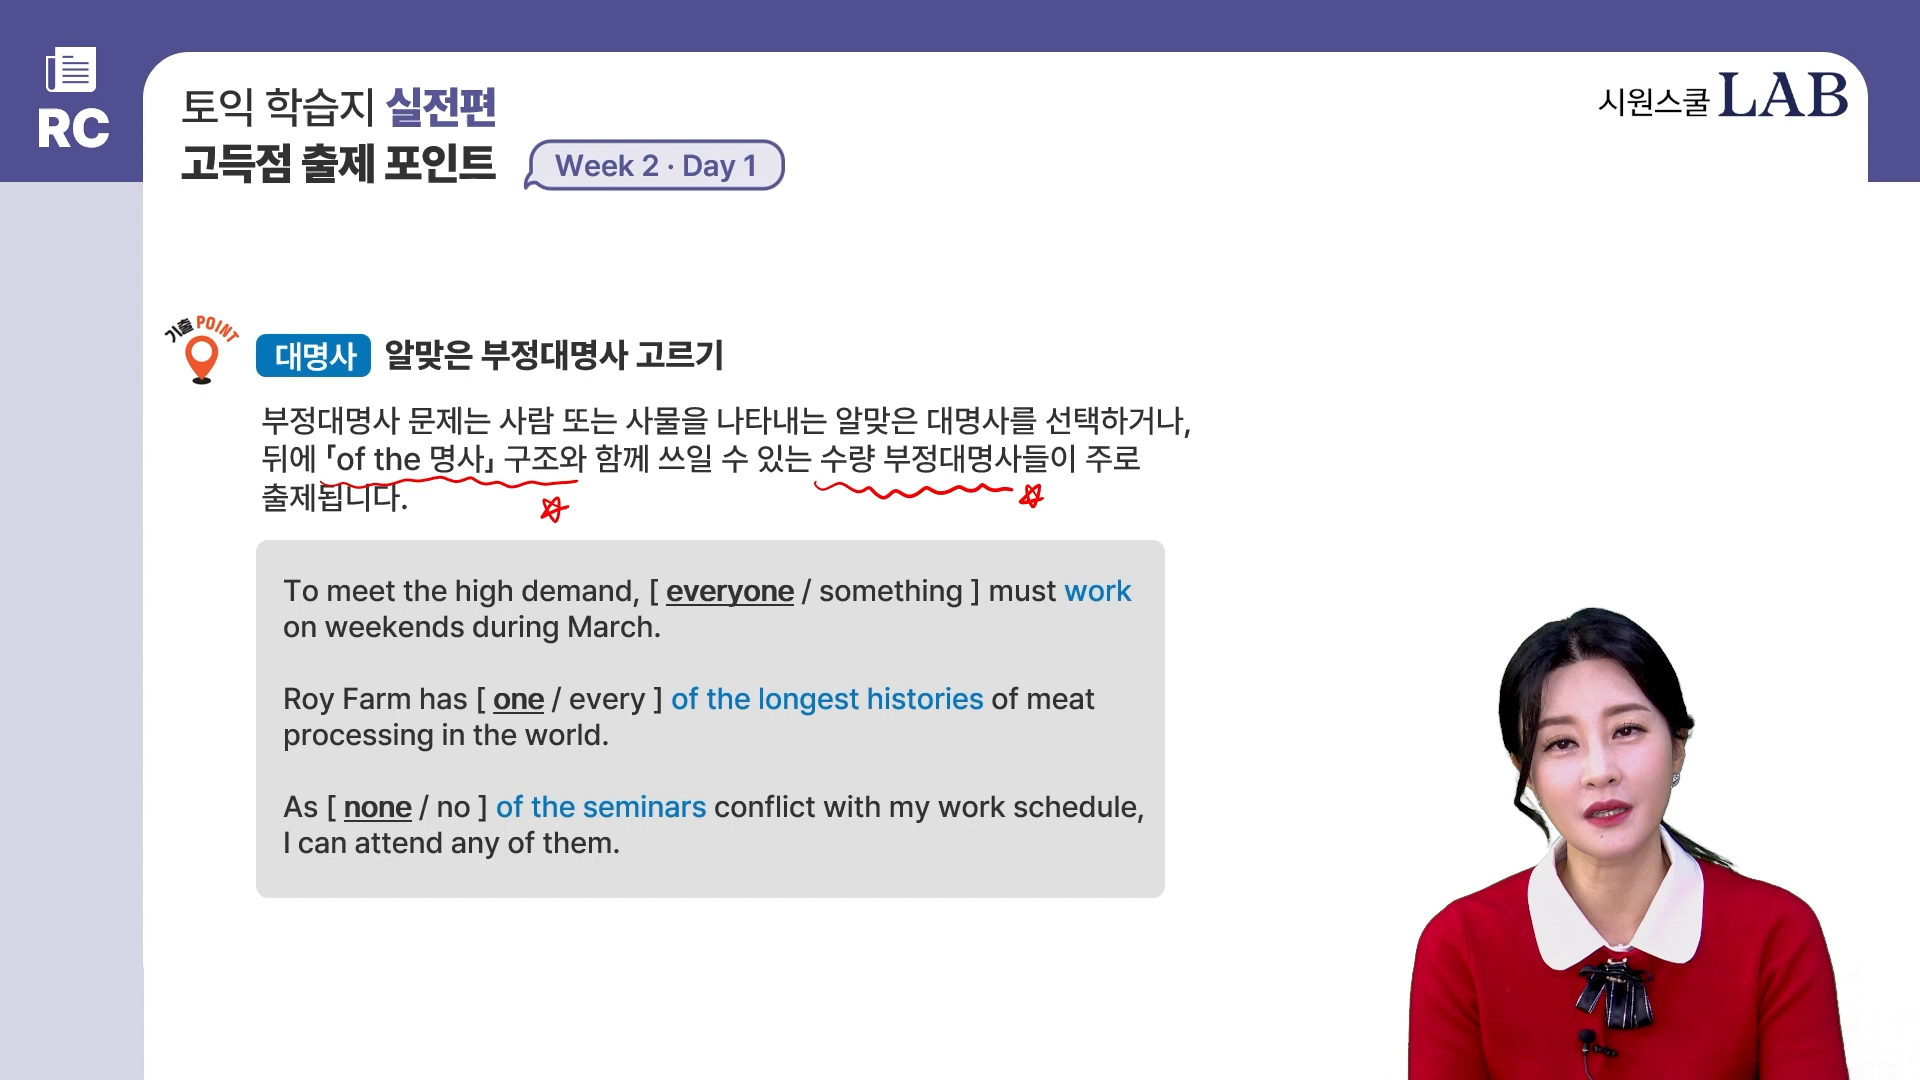 RC
토익 학습지 실전편
고득점 출제 포인트
Week 2 · Day 1
시원스쿨 LAB
기출 POINT
대명사 알맞은 부정대명사 고르기
부정대명사 문제는 사람 또는 사물을 나타내는 알맞은 대명사를 선택하거나,
뒤에 「of the 명사」 구조와 함께 쓰일 수 있는 수량 부정대명사들이 주로
출제됩니다.
To meet the high demand, [ everyone / something ] must work
on weekends during March.
Roy Farm has [ one / every ] of the longest histories of meat
processing in the world.
As [ none / no ] of the seminars conflict with my work schedule,
I can attend any of them.